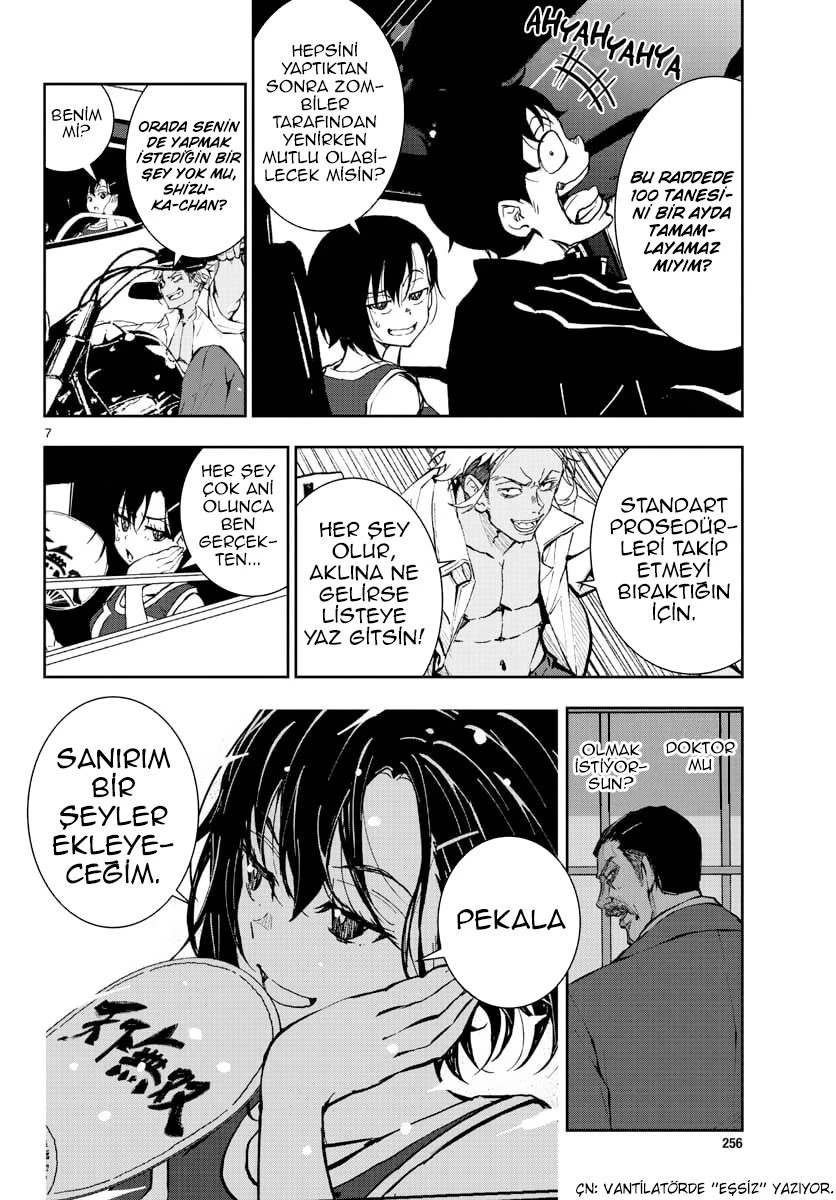 AHYAHYAHYA
BU RADDEDE
100 TANESİ-
Nİ BİR AYDA
TAMAM-
LAYAMAZ
MIYIM?
HEPSİNİ
YAPTIKTAN
SONRA ZOM-
BİLER
TARAFINDAN
YENİRKEN
MUTLU OLABİ-
LECEK MİSİN?
ORADA SENİN
DE YAPMAK
İSTEDİĞİN BİR
ŞEY YOK MU,
SHIZU-
KA-CHAN?
BENİM
Mİ?
7
STANDART
PROSEDÜR-
LERİ TAKİP
ETMEYİ
BIRAKTIĞIN
İÇİN.
HER ŞEY
OLUR,
AKLINA NE
GELİRSE
LİSTEYE
YAZ GİTSİN!
HER ŞEY
ÇOK ANİ
OLUNCA
BEN
GERÇEK-
TEN...
DOKTOR
MU
OLMAK
İSTİYOR-
SUN?
PEKALA
SANIRIM
BİR
ŞEYLER
EKLEYE-
CEĞİM.
256
ÇN: VANTİLATÖRDE "EŞSİZ" YAZIYOR.